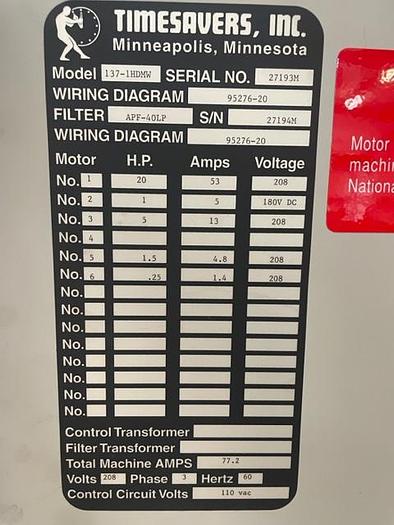 TIMESAVERS, INC.
Minneapolis, Minnesota
Model 137-1HDMW SERIAL NO. 27193M
WIRING DIAGRAM 95276-20
FILTER APF-40LP S/N 27194M
WIRING DIAGRAM 95276-20
Motor H.P. Amps Voltage
No. 1 20 53 208
No. 2 1 5 180V DC
No. 3 5 13 208
No. 4
No. 5 1.5 4.8 208
No. 6 .25 1.4 208
No.
No.
No.
No.
No.
No.
No.
No.
Control Transformer
Filter Transformer
Total Machine AMPS 77.2
Volts 208 Phase 3 Hertz 60
Control Circuit Volts 110 vac
Motor
machin
Nationa